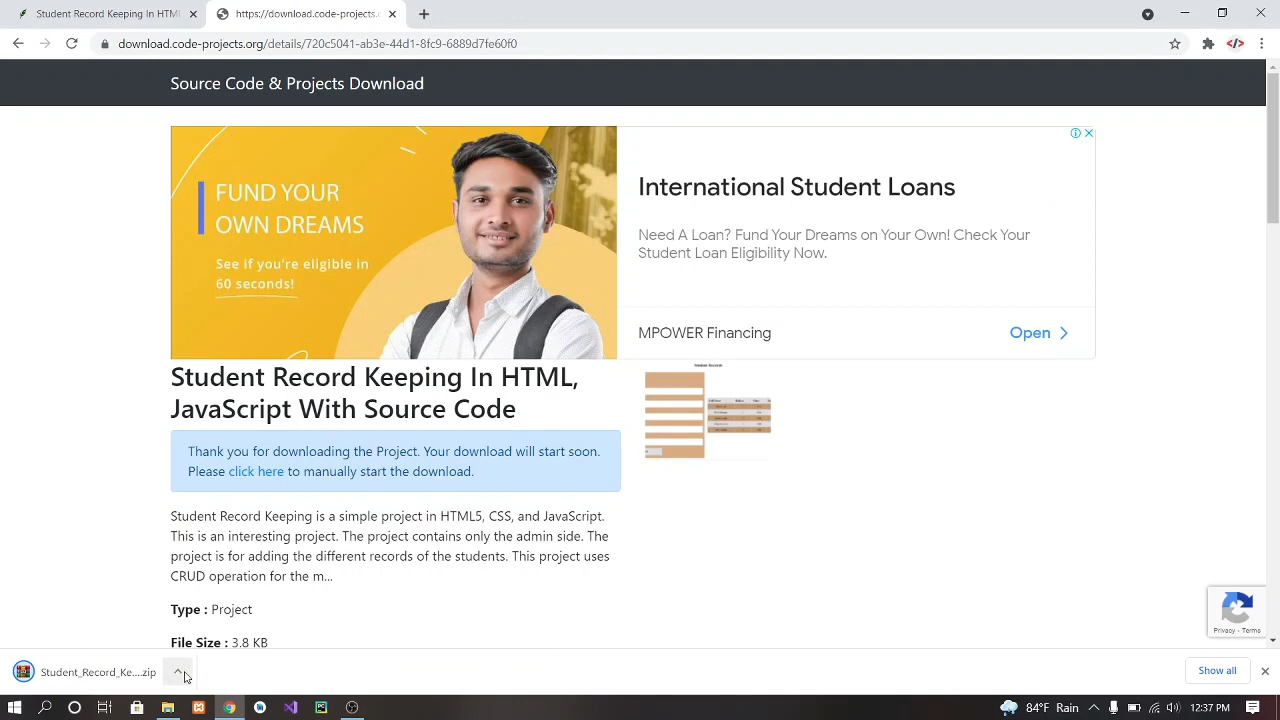 Student Record Keeping In HTML
https://download.code-projects.o
download.code-projects.org/details/720c5041-ab3e-44d1-8fc9-6889d7fe60f0
Source Code & Projects Download
FUND YOUR
OWN DREAMS
See if you're eligible in
60 seconds!
International Student Loans
Need A Loan? Fund Your Dreams on Your Own! Check Your
Student Loan Eligibility Now.
MPOWER Financing
Open
Student Record Keeping In HTML,
JavaScript With Source Code
Student Records
Thank you for downloading the Project. Your download will start soon.
Please click here to manually start the download.
Student Record Keeping is a simple project in HTML5, CSS, and JavaScript.
This is an interesting project. The project contains only the admin side. The
project is for adding the different records of the students. This project uses
CRUD operation for the m...
Type : Project
File Size : 3.8 KB
Privacy - Terms
Student_Record_Ke....zip
Show all
84°F Rain
12:37 PM